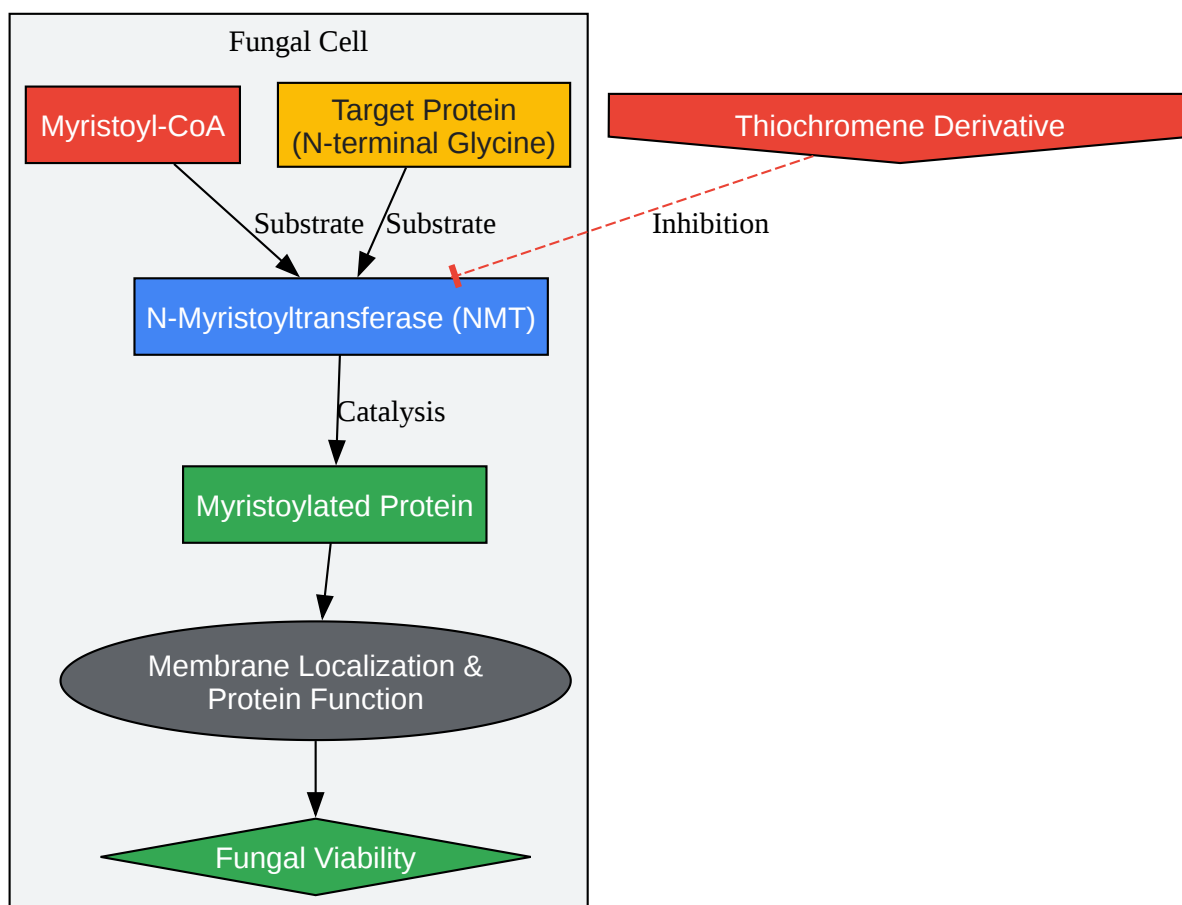 Fungal Cell
Myristoyl-CoA
Target Protein
(N-terminal Glycine)
Thiochromene Derivative
Substrate
Substrate
Inhibition
N-Myristoyltransferase (NMT)
Catalysis
Myristoylated Protein
Membrane Localization &
Protein Function
Fungal Viability